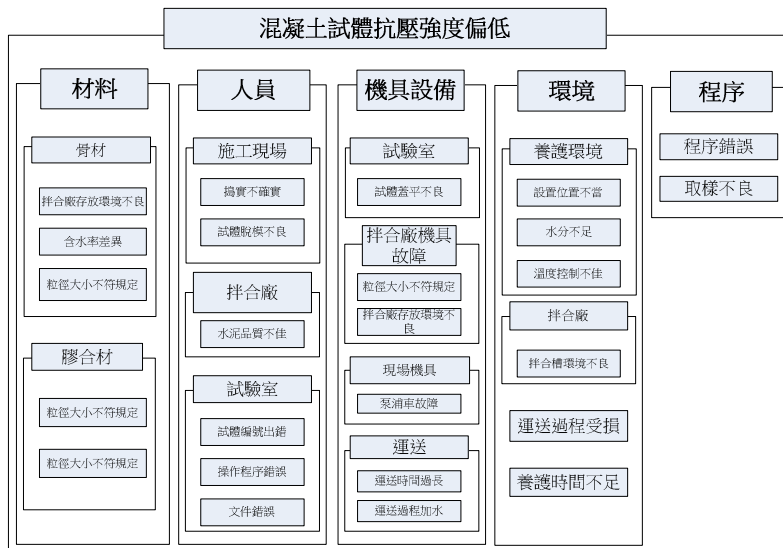 混凝土試體抗壓強度偏低
材料
骨材
拌合廠存放環境不良
含水率差異
粒徑大小不符規定
膠合材
粒徑大小不符規定
粒徑大小不符規定
人員
施工現場
搗實不確實
試體脫模不良
拌合廠
水泥品質不佳
試驗室
試體編號出錯
操作程序錯誤
文件錯誤
機具設備
試驗室
試體蓋平不良
拌合廠機具
故障
粒徑大小不符規定
拌合廠存放環境不
良
現場機具
泵浦車故障
運送
運送時間過長
運送過程加水
環境
養護環境
設置位置不當
水分不足
溫度控制不佳
拌合廠
拌合槽環境不良
運送過程受損
養護時間不足
程序
程序錯誤
取樣不良